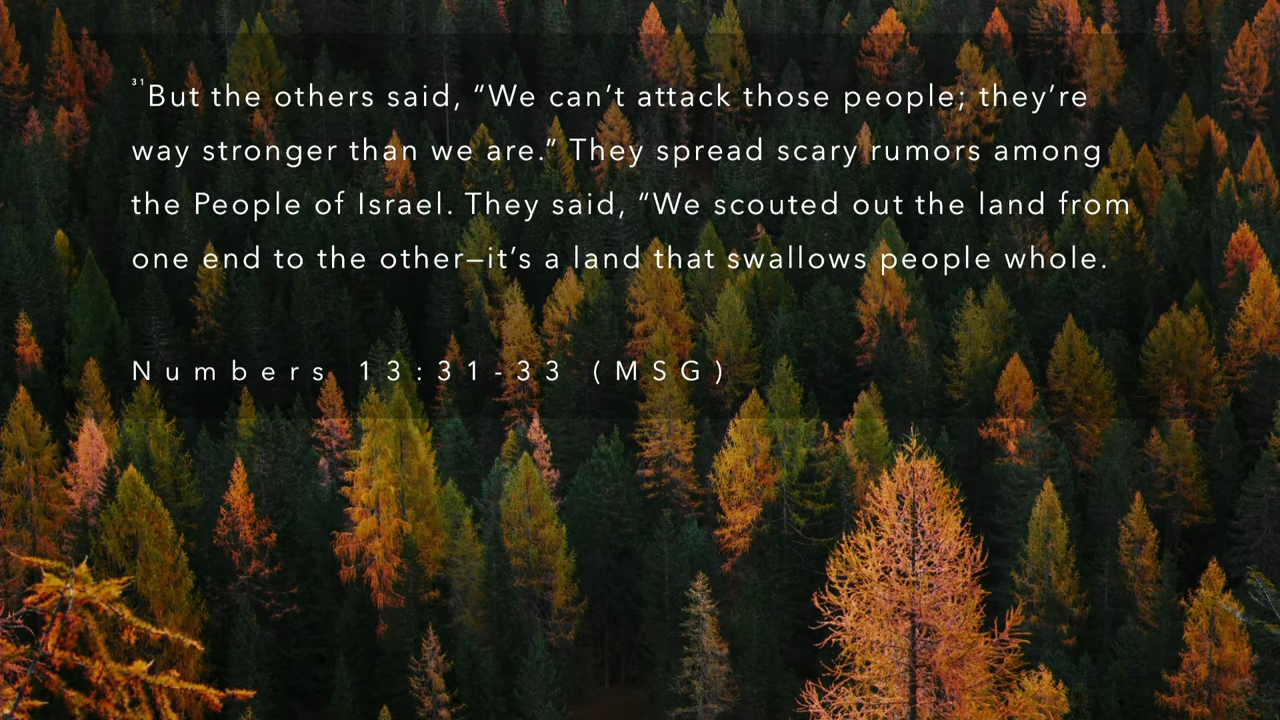 ³¹But the others said, “We can’t attack those people; they’re
way stronger than we are.” They spread scary rumors among
the People of Israel. They said, “We scouted out the land from
one end to the other—it’s a land that swallows people whole.
Numbers 13:31-33 (MSG)